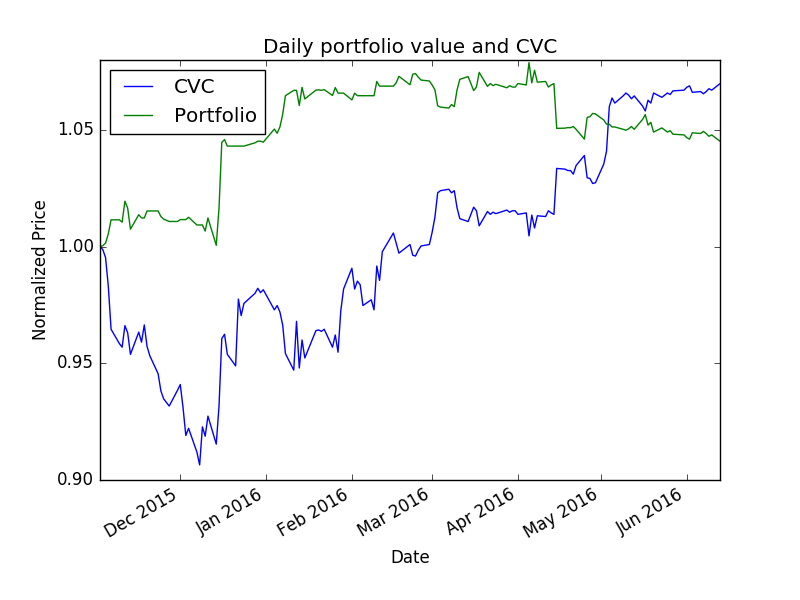 Daily portfolio value and CVC
CVC
Portfolio
1.05
1.00
0.95
0.90
Normalized Price
Dec 2015
Jan 2016
Feb 2016
Mar 2016
Apr 2016
May 2016
Jun 2016
Date